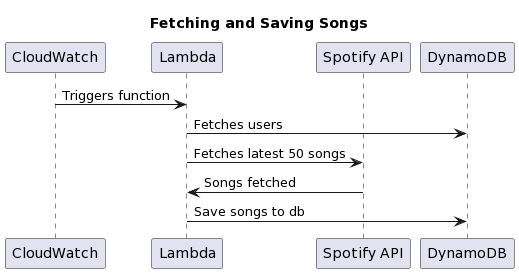 Fetching and Saving Songs
CloudWatch Lambda Spotify API DynamoDB
Triggers function
Fetches users
Fetches latest 50 songs
Songs fetched
Save songs to db
CloudWatch Lambda Spotify API DynamoDB